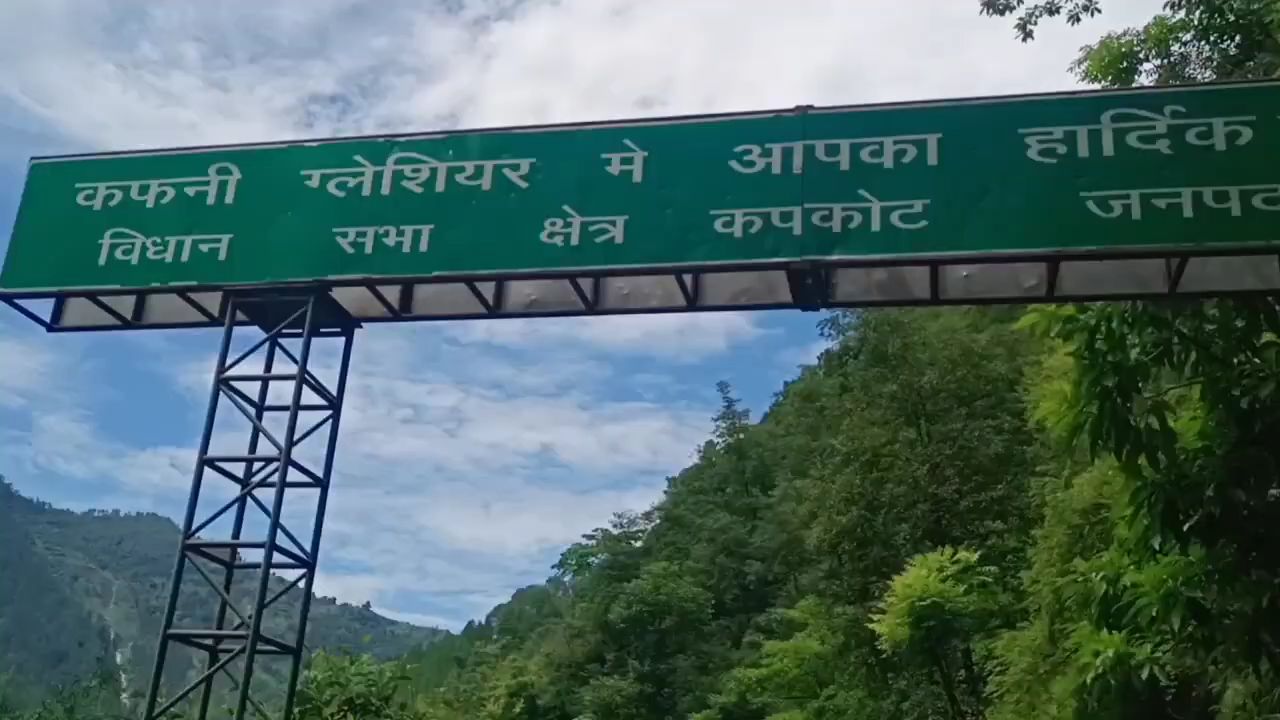 कफनी ग्लेशियर मे आपका हार्दिक
विधान सभा क्षेत्र कपकोट